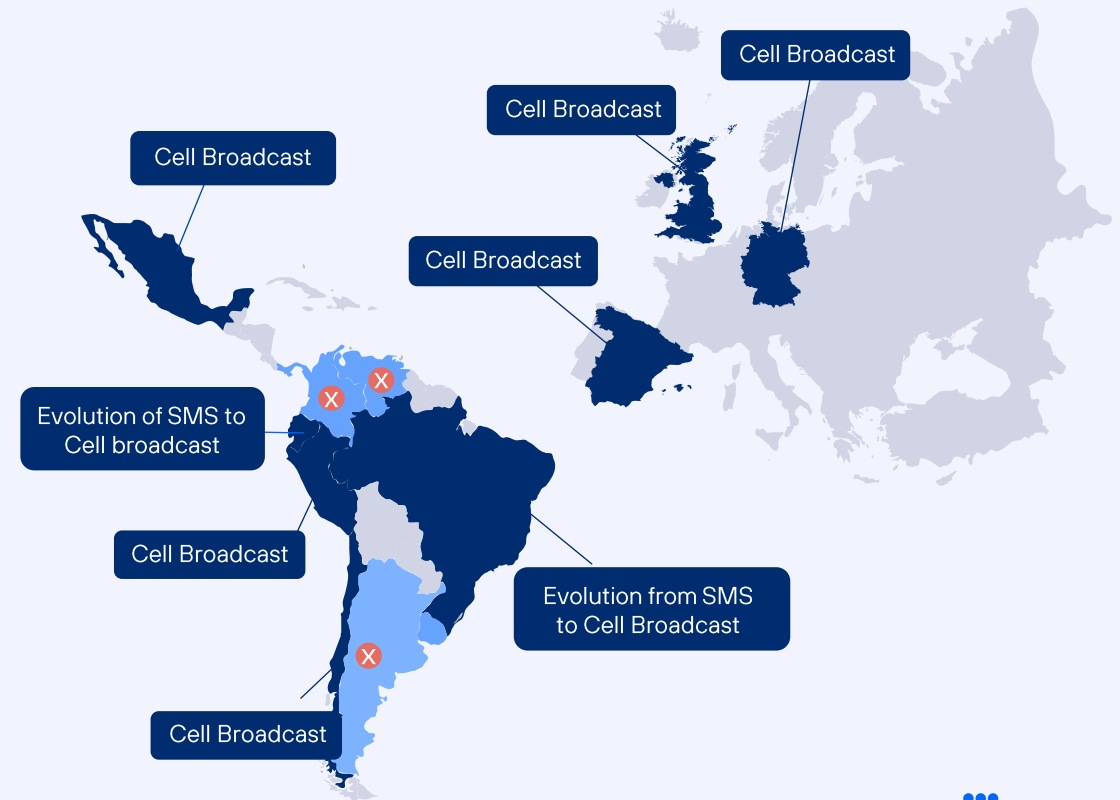 Cell Broadcast
Cell Broadcast
Cell Broadcast
Cell Broadcast
X
X
Evolution of SMS to
Cell broadcast
Cell Broadcast
Evolution from SMS
to Cell Broadcast
X
Cell Broadcast